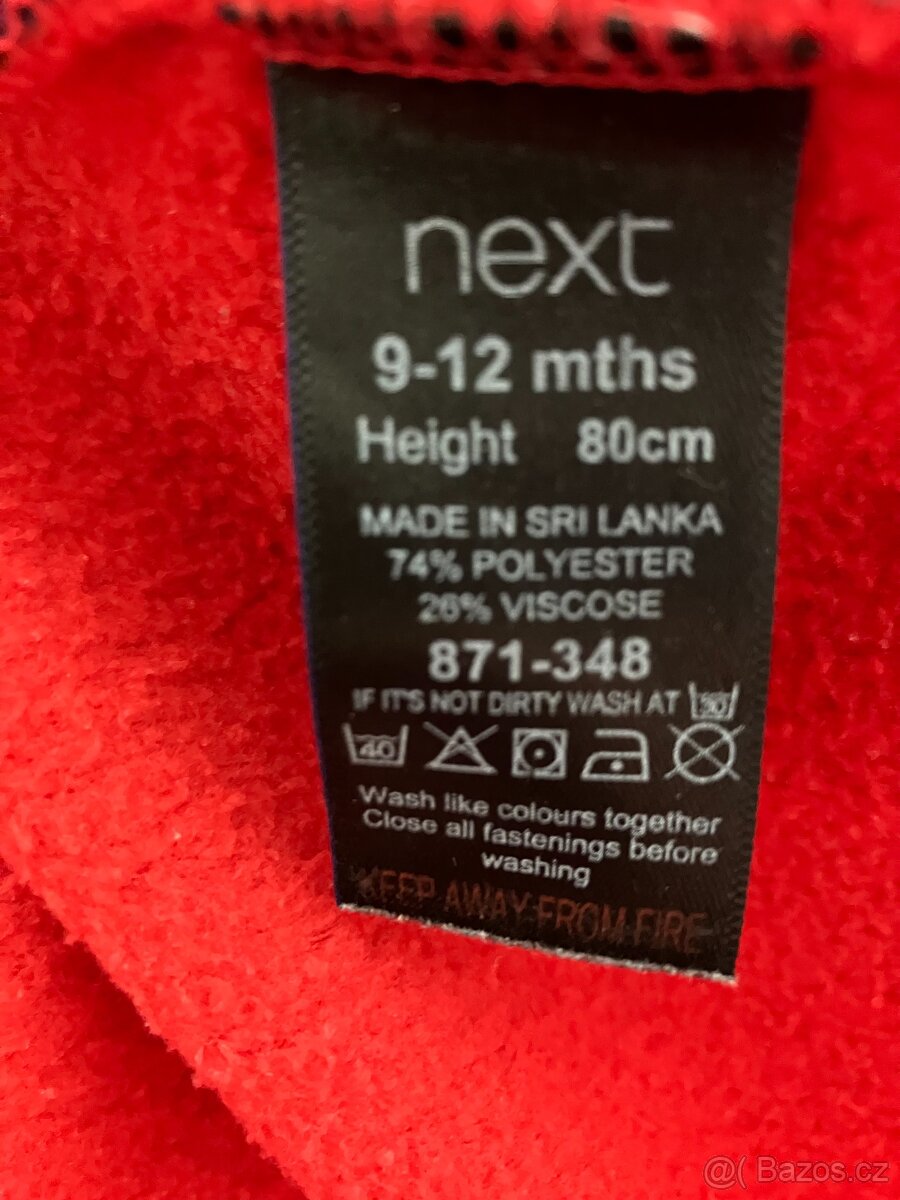 next
9-12 mths
Height 80cm
MADE IN SRI LANKA
74% POLYESTER
26% VISCOSE
871-348
IF IT'S NOT DIRTY WASH AT 30
40
Wash like colours together
Close all fastenings before
washing
KEEP AWAY FROM FIRE
@( Bazos.cz